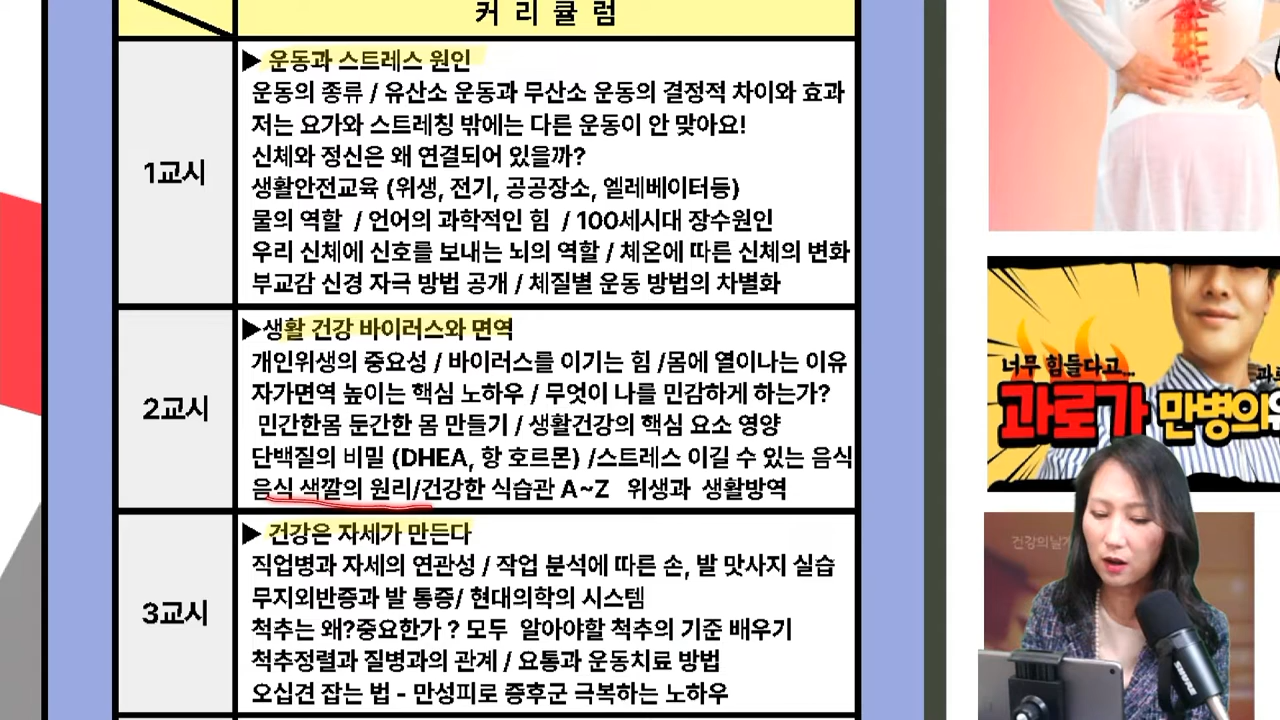 커 리 큘 럼
1교시
▶ 운동과 스트레스 원인
운동의 종류 / 유산소 운동과 무산소 운동의 결정적 차이와 효과
저는 요가와 스트레칭 밖에는 다른 운동이 안 맞아요!
신체와 정신은 왜 연결되어 있을까?
생활안전교육 (위생, 전기, 공공장소, 엘레베이터등)
물의 역할 / 언어의 과학적인 힘 / 100세시대 장수원인
우리 신체에 신호를 보내는 뇌의 역할 / 체온에 따른 신체의 변화
부교감 신경 자극 방법 공개 / 체질별 운동 방법의 차별화
2교시
▶생활 건강 바이러스와 면역
개인위생의 중요성 / 바이러스를 이기는 힘 /몸에 열이나는 이유
자가면역 높이는 핵심 노하우 / 무엇이 나를 민감하게 하는가?
민간한몸 둔간한 몸 만들기 / 생활건강의 핵심 요소 영양
단백질의 비밀 (DHEA, 항 호르몬) /스트레스 이길 수 있는 음식
음식 색깔의 원리/건강한 식습관 A~Z 위생과 생활방역
3교시
▶ 건강은 자세가 만든다
직업병과 자세의 연관성 / 작업 분석에 따른 손, 발 맛사지 실습
무지외반증과 발 통증/ 현대의학의 시스템
척추는 왜?중요한가 ? 모두 알아야할 척추의 기준 배우기
척추정렬과 질병과의 관계 / 요통과 운동치료 방법
오십견 잡는 법 - 만성피로 증후군 극복하는 노하우
너무 힘들다고...
과로가 만병의
건강의날개
SHURE